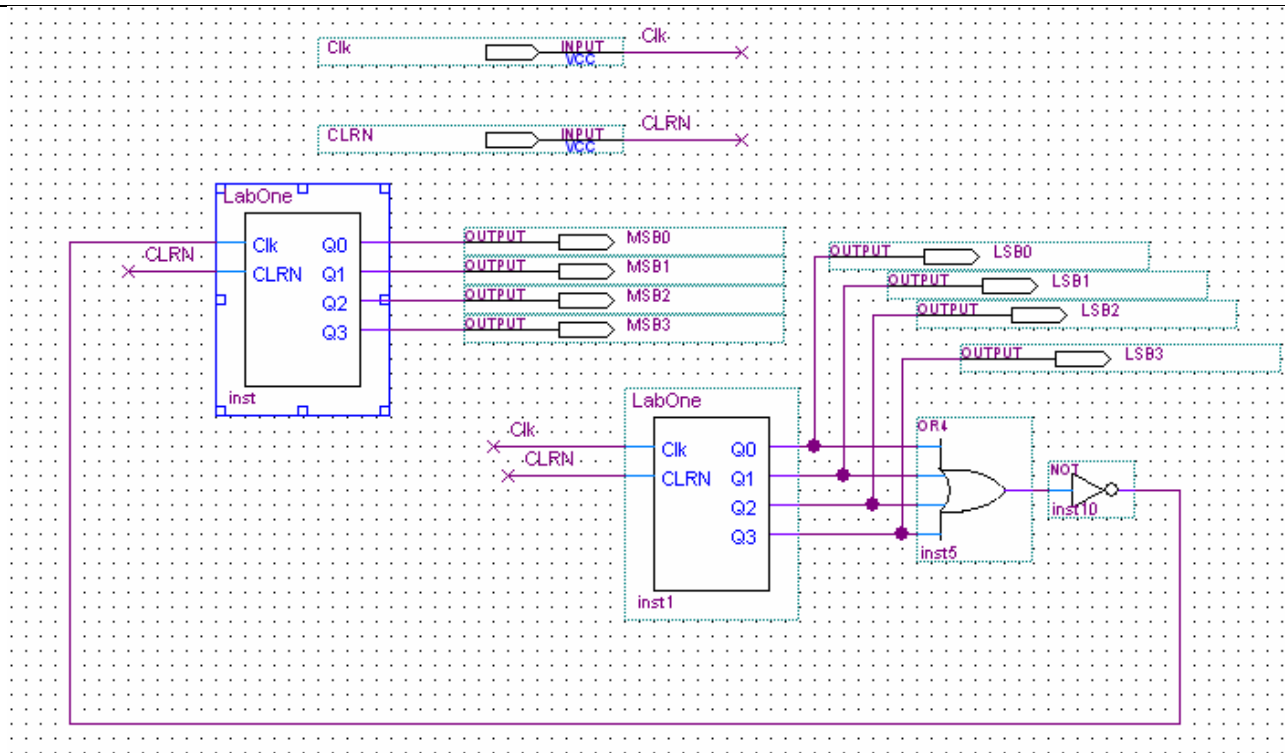 Clk INPUT VCC Clk
CLRN INPUT VCC CLRN
LabOne
CLRN
Clk Q0
CLRN Q1
Q2
Q3
inst
OUTPUT MSB0
OUTPUT MSB1
OUTPUT MSB2
OUTPUT MSB3
OUTPUT LSB0
OUTPUT LSB1
OUTPUT LSB2
OUTPUT LSB3
LabOne
Clk
CLRN
Clk Q0
CLRN Q1
Q2
Q3
inst1
OR4
inst5
NOT
inst10